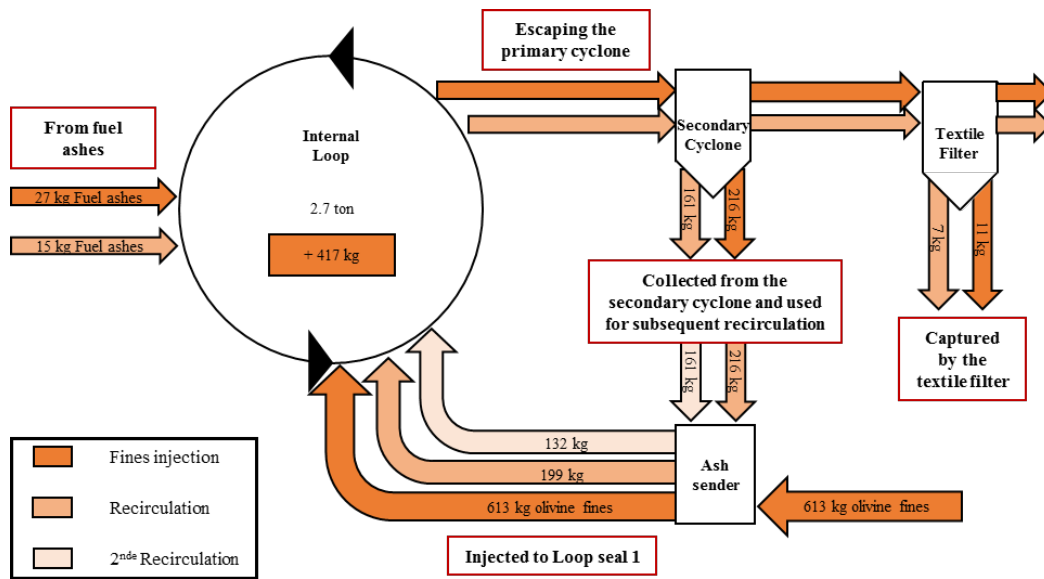 Escaping the
primary cyclone
From fuel
ashes
27 kg Fuel ashes
15 kg Fuel ashes
Internal
Loop
2.7 ton
+ 417 kg
Secondary
Cyclone
Textile
Filter
161 kg
216 kg
7 kg
11 kg
Collected from the
secondary cyclone and used
for subsequent recirculation
Captured
by the
textile filter
161 kg
216 kg
132 kg
199 kg
613 kg olivine fines
Ash
sender
613 kg olivine fines
Injected to Loop seal 1
Fines injection
Recirculation
2nde Recirculation